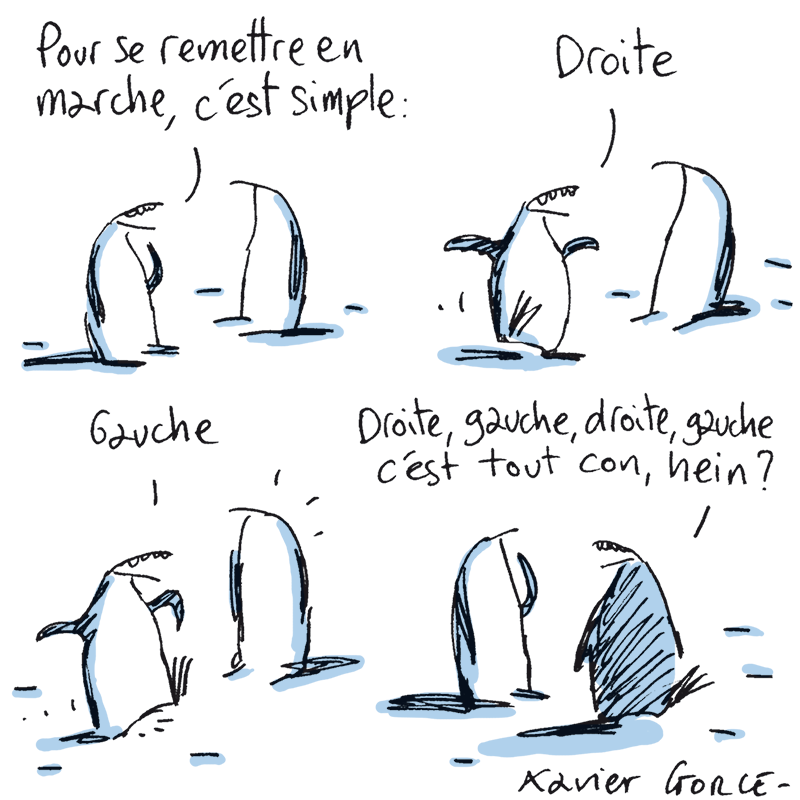 Pour se remettre en
marche, c'est simple:
Droite
Gauche
Droite, gauche, droite, gauche
c'est tout con, hein?
Xavier GORCE-